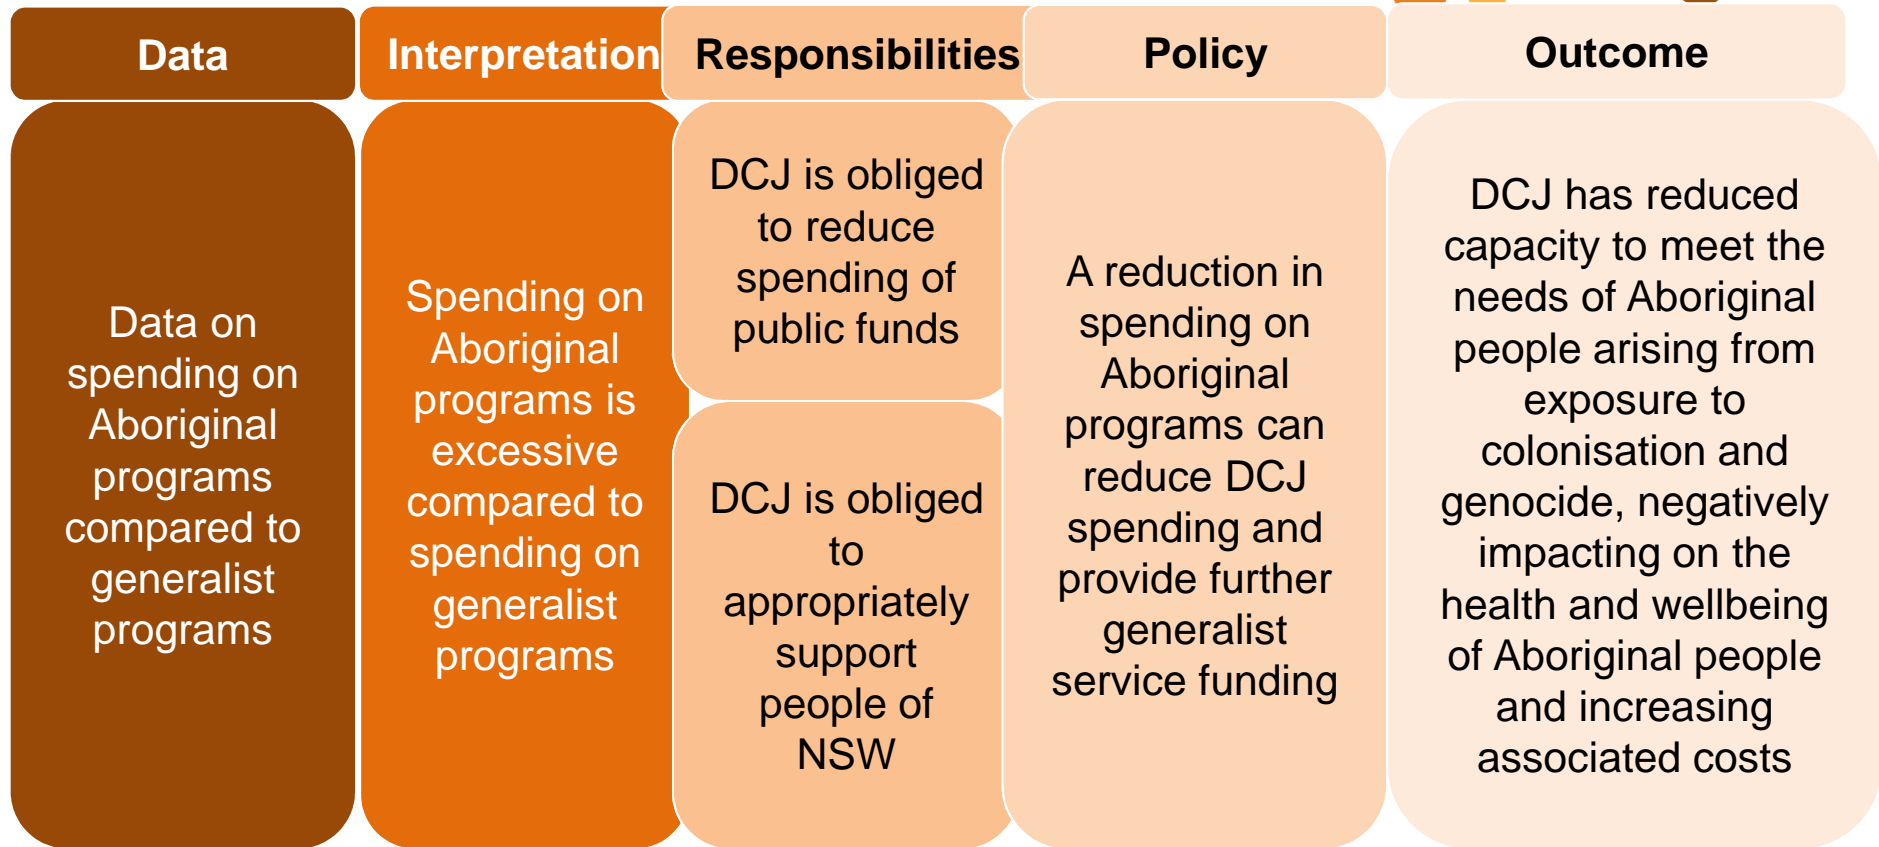 Data
Interpretation
Responsibilities
Policy
Outcome
Data on
spending on
Aboriginal
programs
compared to
generalist
programs
Spending on
Aboriginal
programs is
excessive
compared to
spending on
generalist
programs
DCJ is obliged
to reduce
spending of
public funds
DCJ is obliged
to
appropriately
support
people of
NSW
A reduction in
spending on
Aboriginal
programs can
reduce DCJ
spending and
provide further
generalist
service funding
DCJ has reduced
capacity to meet the
needs of Aboriginal
people arising from
exposure to
colonisation and
genocide, negatively
impacting on the
health and wellbeing
of Aboriginal people
and increasing
associated costs